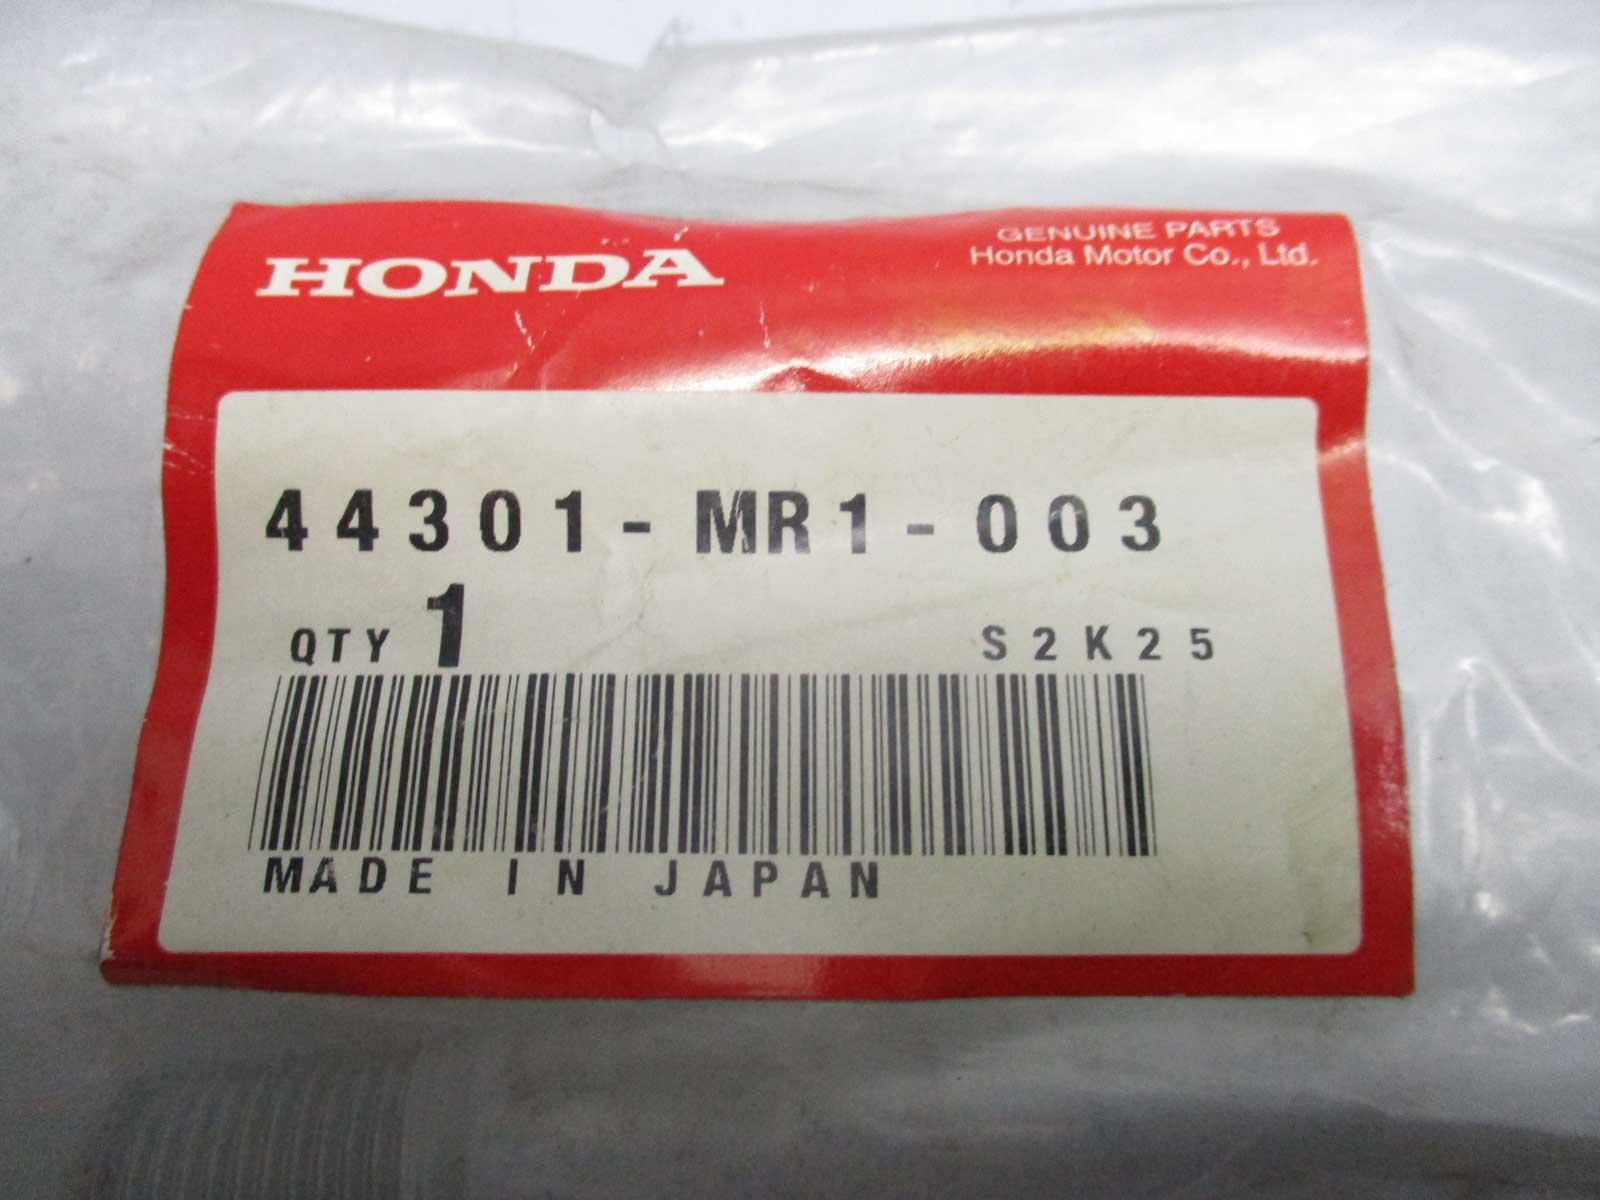 HONDA
GENUINE PARTS
Honda Motor Co., Ltd.
44301-MR1-003
QTY 1 S2K25
MADE IN JAPAN